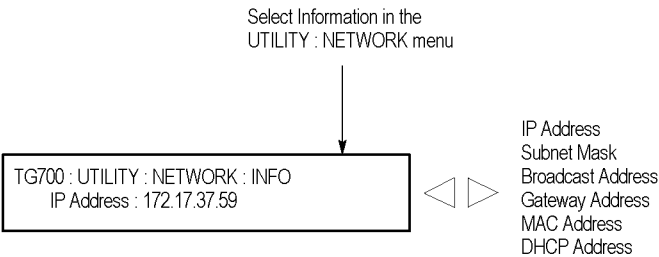 Select Information in the
UTILITY : NETWORK menu
TG700 : UTILITY : NETWORK : INFO
IP Address : 172.17.37.59
IP Address
Subnet Mask
Broadcast Address
Gateway Address
MAC Address
DHCP Address